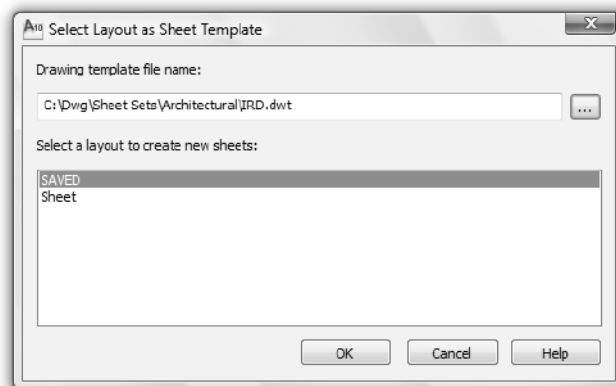 A10 Select Layout as Sheet Template X
Drawing template file name:
C:\Dwg\Sheet Sets\Architectural\IRD.dwt ...
Select a layout to create new sheets:
SAVED
Sheet
OK Cancel Help